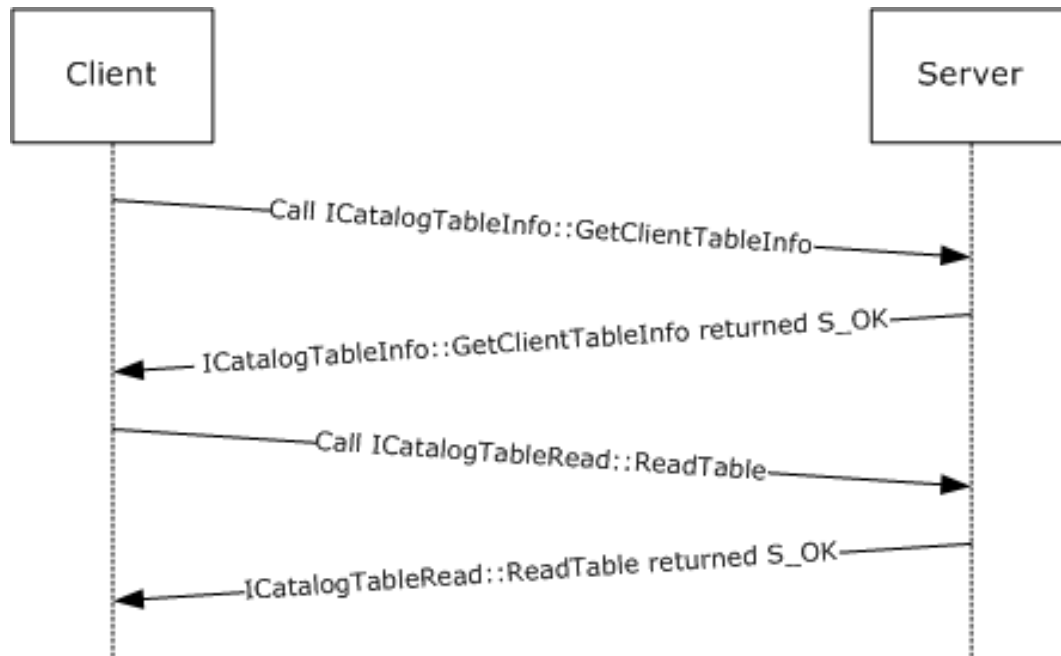 Client
Server
Call ICatalogTableInfo::GetClientTableInfo
ICatalogTableInfo::GetClientTableInfo returned S_OK
Call ICatalogTableRead::ReadTable
ICatalogTableRead::ReadTable returned S_OK